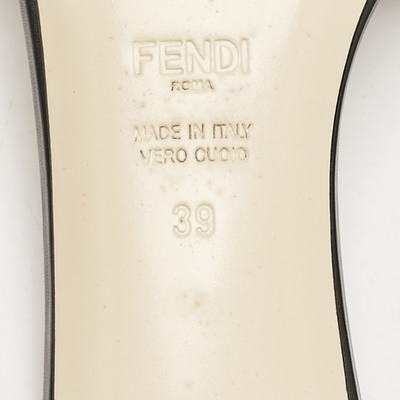 FENDI
ROMA
MADE IN ITALY
VERO CUOIO
39